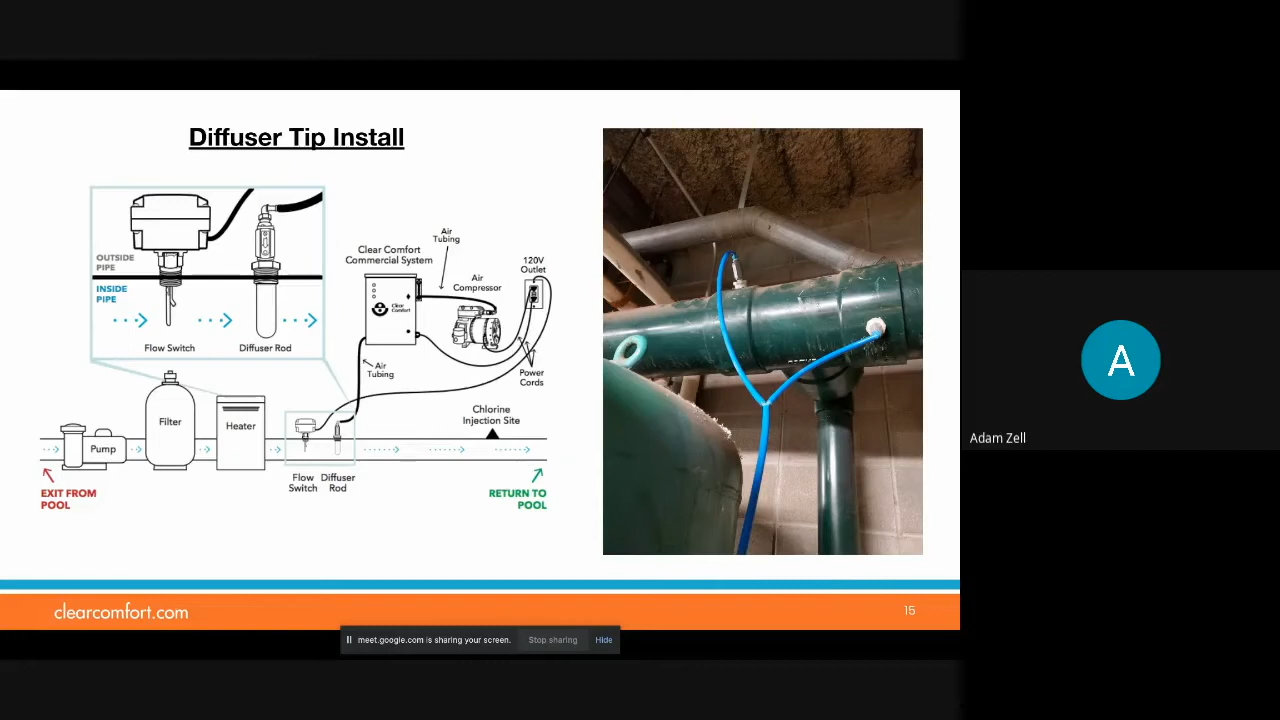 Diffuser Tip Install
OUTSIDE
PIPE
INSIDE
PIPE
Flow Switch
Diffuser Rod
Clear Comfort
Commercial System
Air
Tubing
Air
Compressor
120V
Outlet
Clear
Comfort
Air
Tubing
Power
Cords
Filter
Heater
Pump
Chlorine
Injection Site
Flow
Switch
Diffuser
Rod
EXIT FROM
POOL
RETURN TO
POOL
clearcomfort.com
15
meet.google.com is sharing your screen.
Stop sharing
Hide
A
Adam Zell